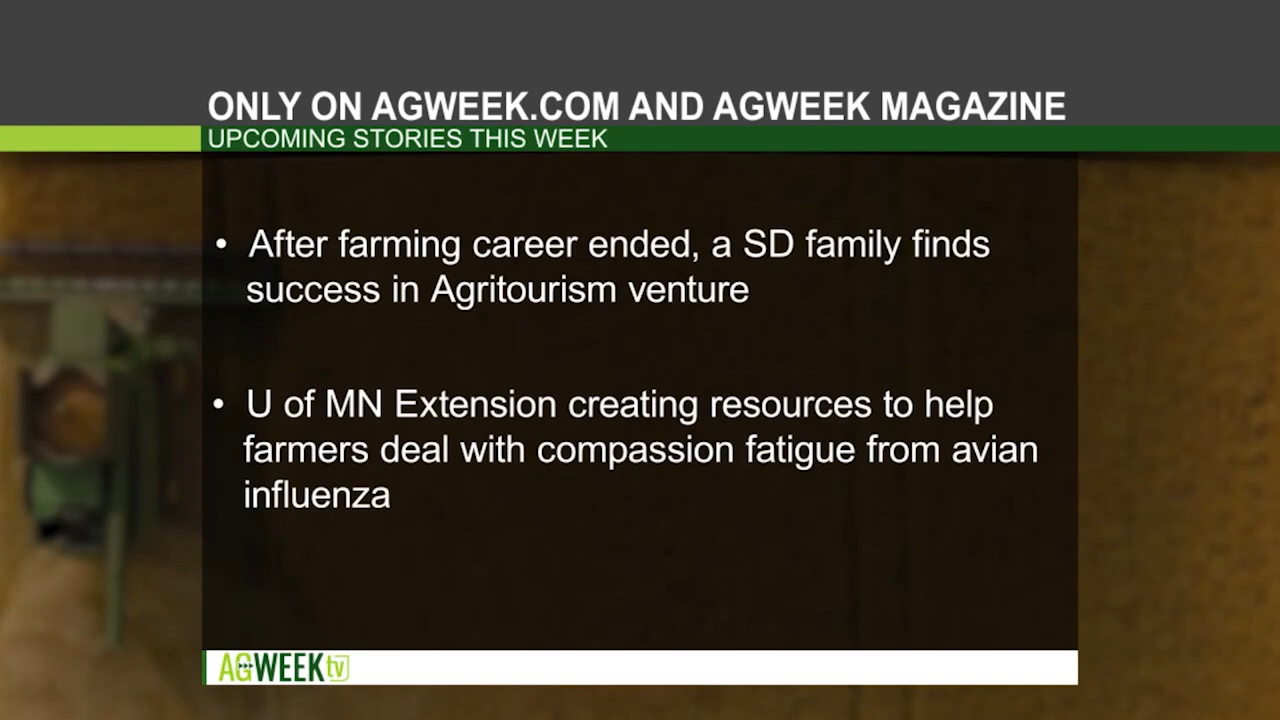 ONLY ON AGWEEK.COM AND AGWEEK MAGAZINE
UPCOMING STORIES THIS WEEK
• After farming career ended, a SD family finds
success in Agritourism venture
• U of MN Extension creating resources to help
farmers deal with compassion fatigue from avian
influenza
AGWEEK tv